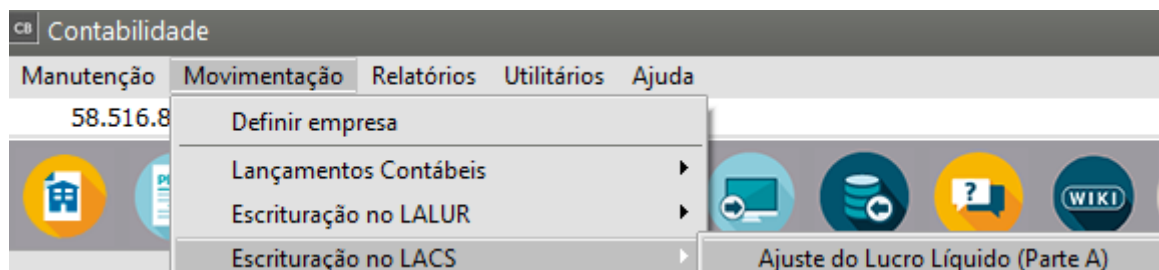 CB Contabilidade
Manutenção Movimentação Relatórios Utilitários Ajuda
58.516.8
Definir empresa
Lançamentos Contábeis
Escrituração no LALUR
WIKI
Escrituração no LACS
Ajuste do Lucro Líquido (Parte A)